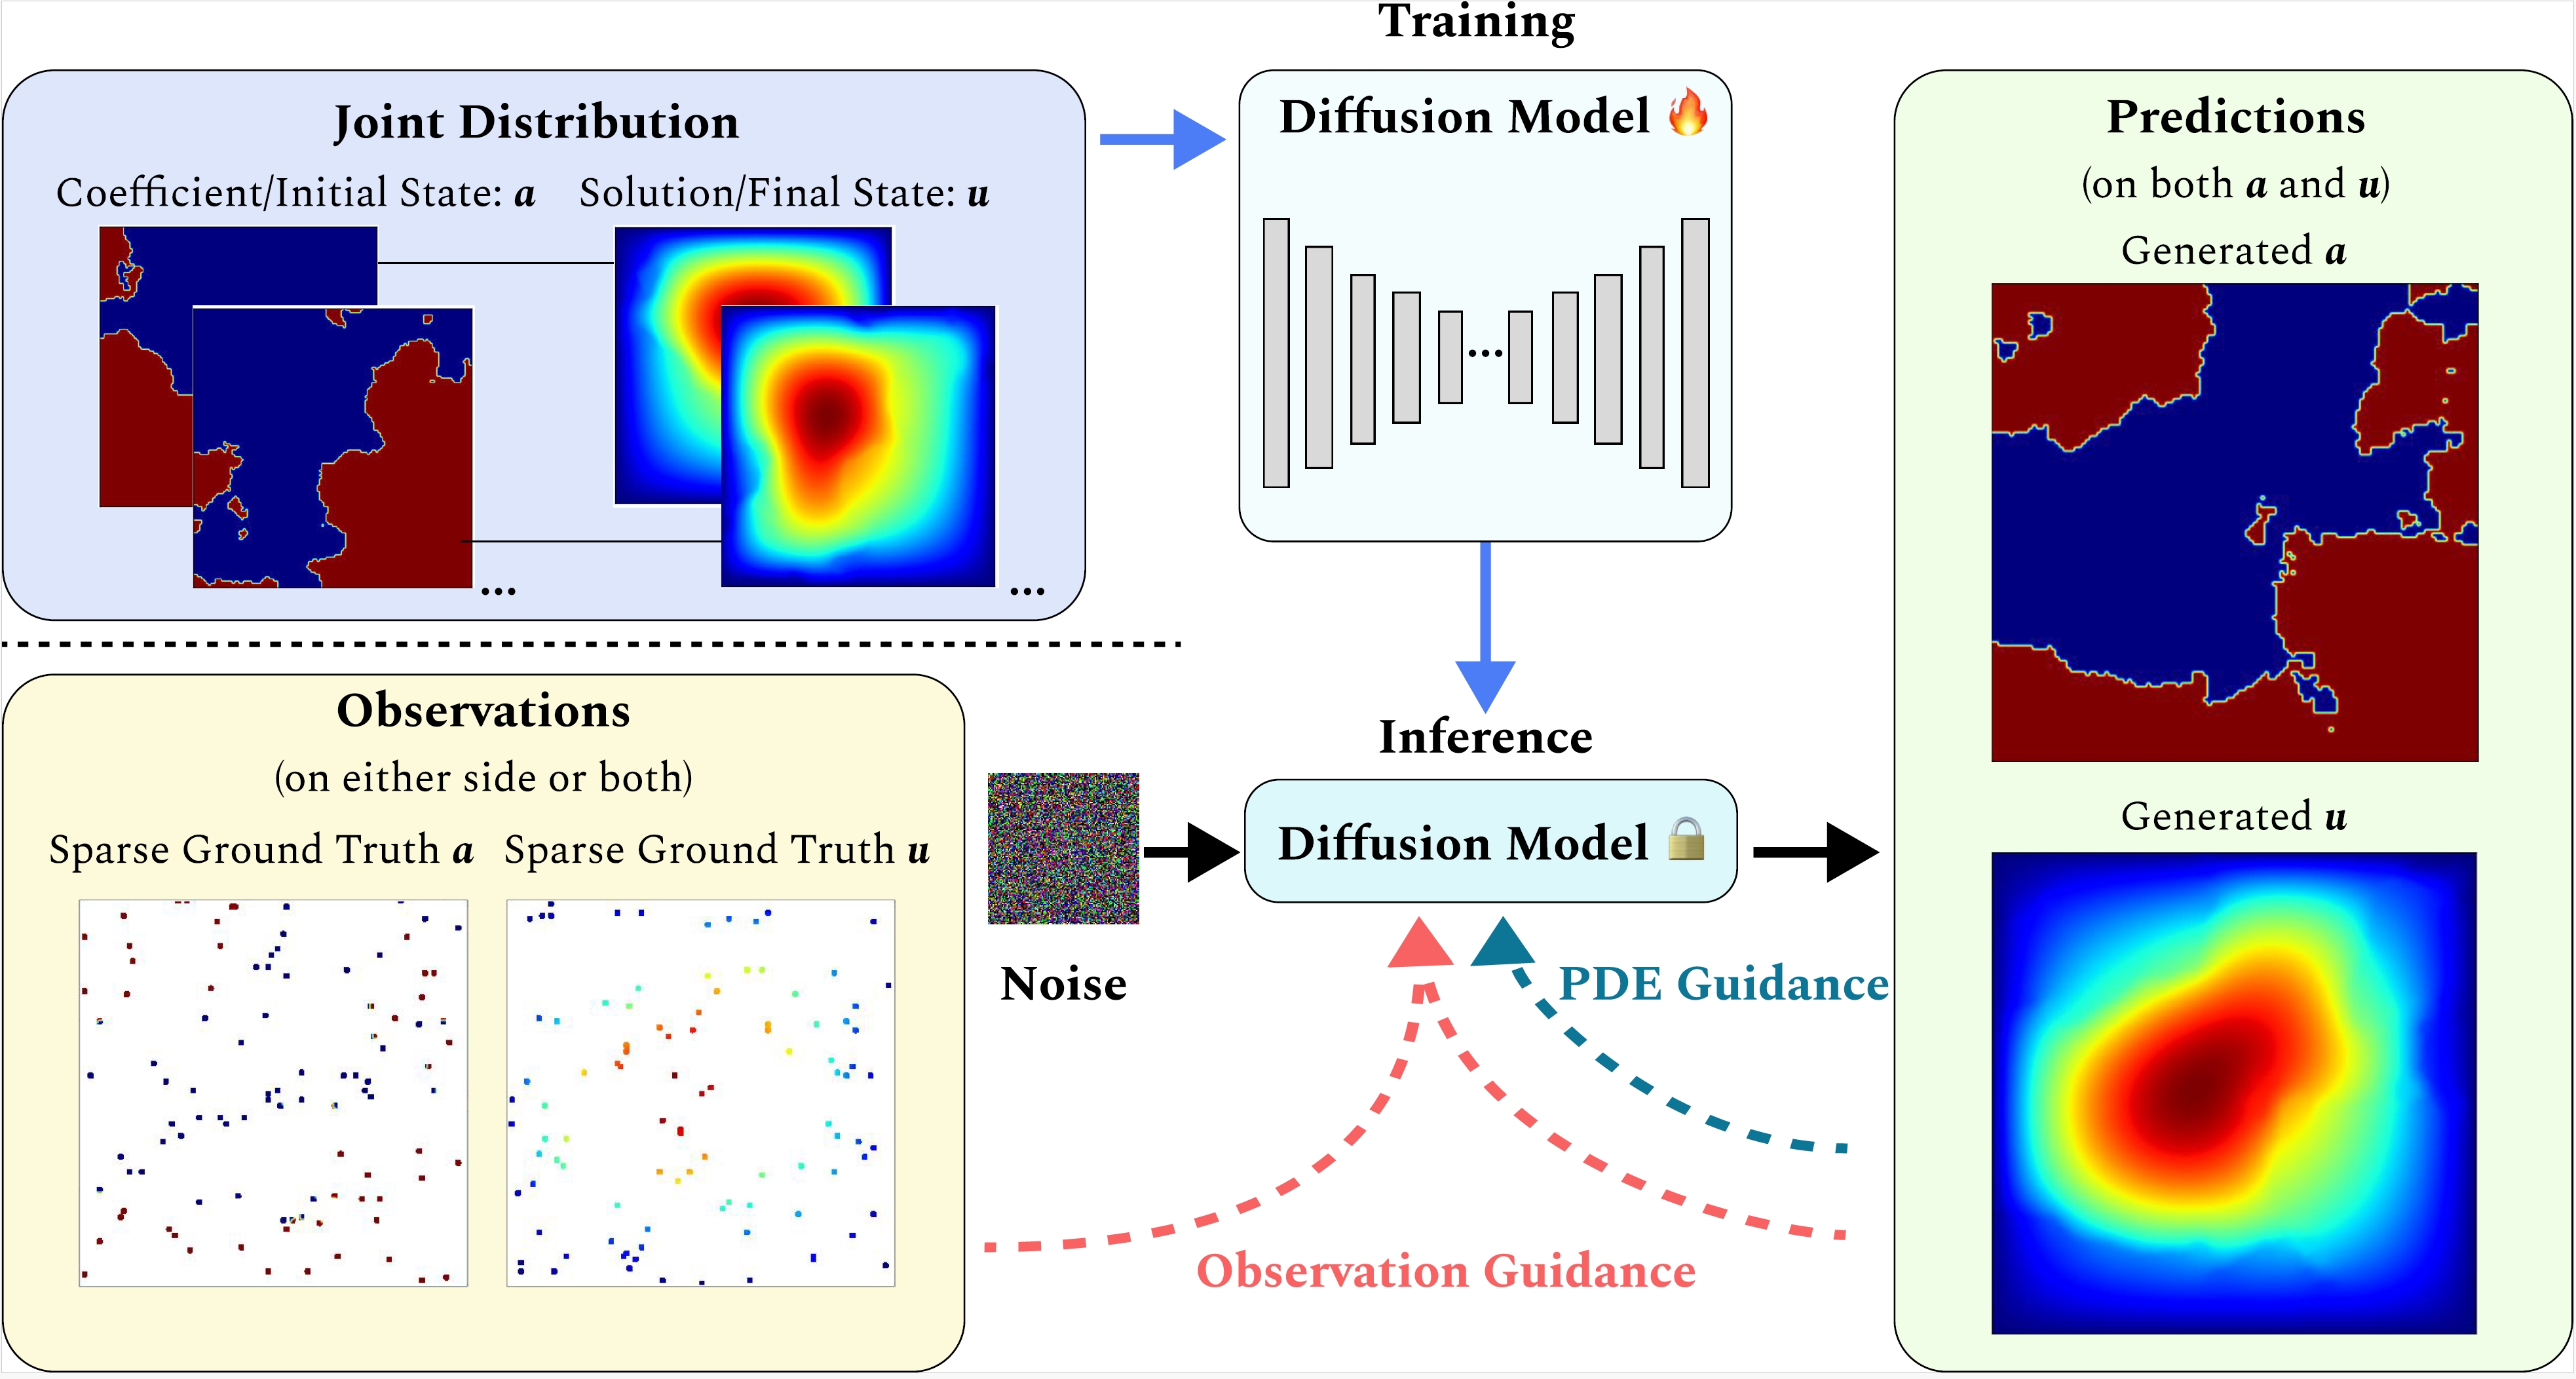 Training
Joint Distribution
Coefficient/Initial State: a
Solution/Final State: u
...
...
Diffusion Model
...
Predictions
(on both a and u)
Generated a
Generated u
Observations
(on either side or both)
Sparse Ground Truth a
Sparse Ground Truth u
Inference
Diffusion Model
Noise
PDE Guidance
Observation Guidance